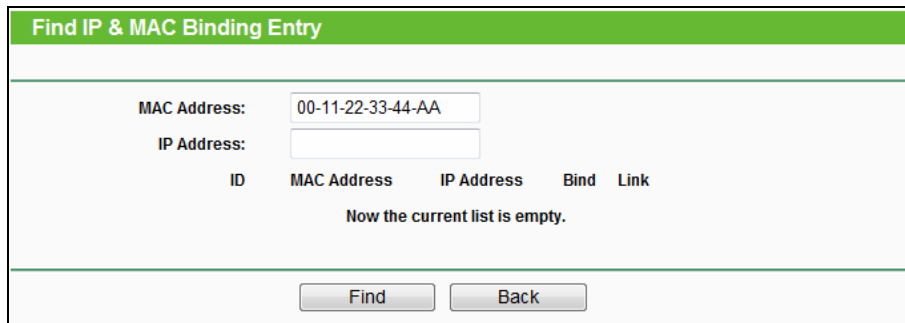 Find IP & MAC Binding Entry
MAC Address: 00-11-22-33-44-AA
IP Address:
ID MAC Address IP Address Bind Link
Now the current list is empty.
Find Back